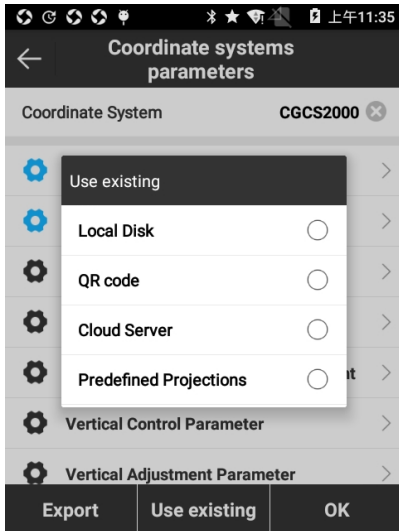 上午11:35
Coordinate systems
parameters
Coordinate System CGCS2000
Use existing
Local Disk
QR code
Cloud Server
Predefined Projections
nt
Vertical Control Parameter
Vertical Adjustment Parameter
Export Use existing OK